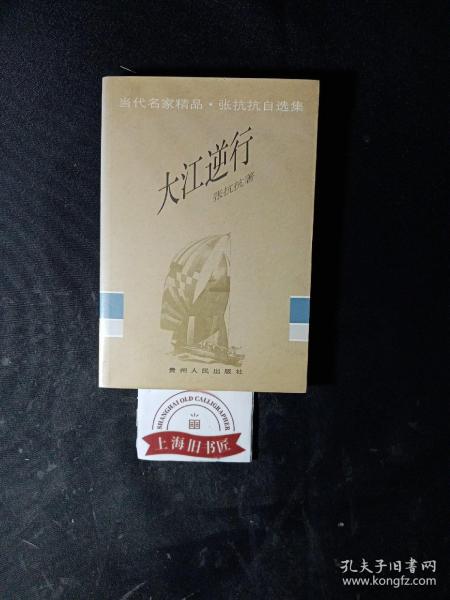 当代名家精品·张抗抗自选集
大江逆行
张抗抗著
贵州人民出版社
SHANGHAI OLD CALLIGRAPHER
上海旧书匠
孔夫子旧书网
www.kongfz.com